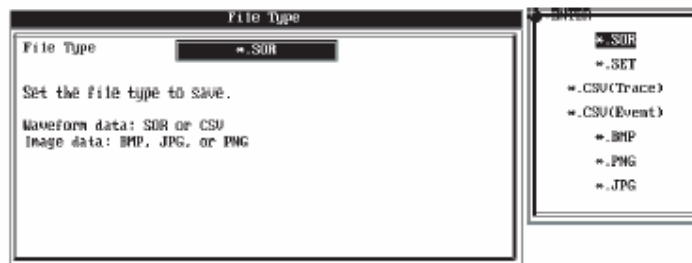 File Type
File Type *.SOR
Set the file type to save.
Waveform data: SOR or CSV
Image data: BMP, JPG, or PNG
*.SOR
*.SET
*.CSV(Trace)
*.CSV(Event)
*.BMP
*.PNG
*.JPG